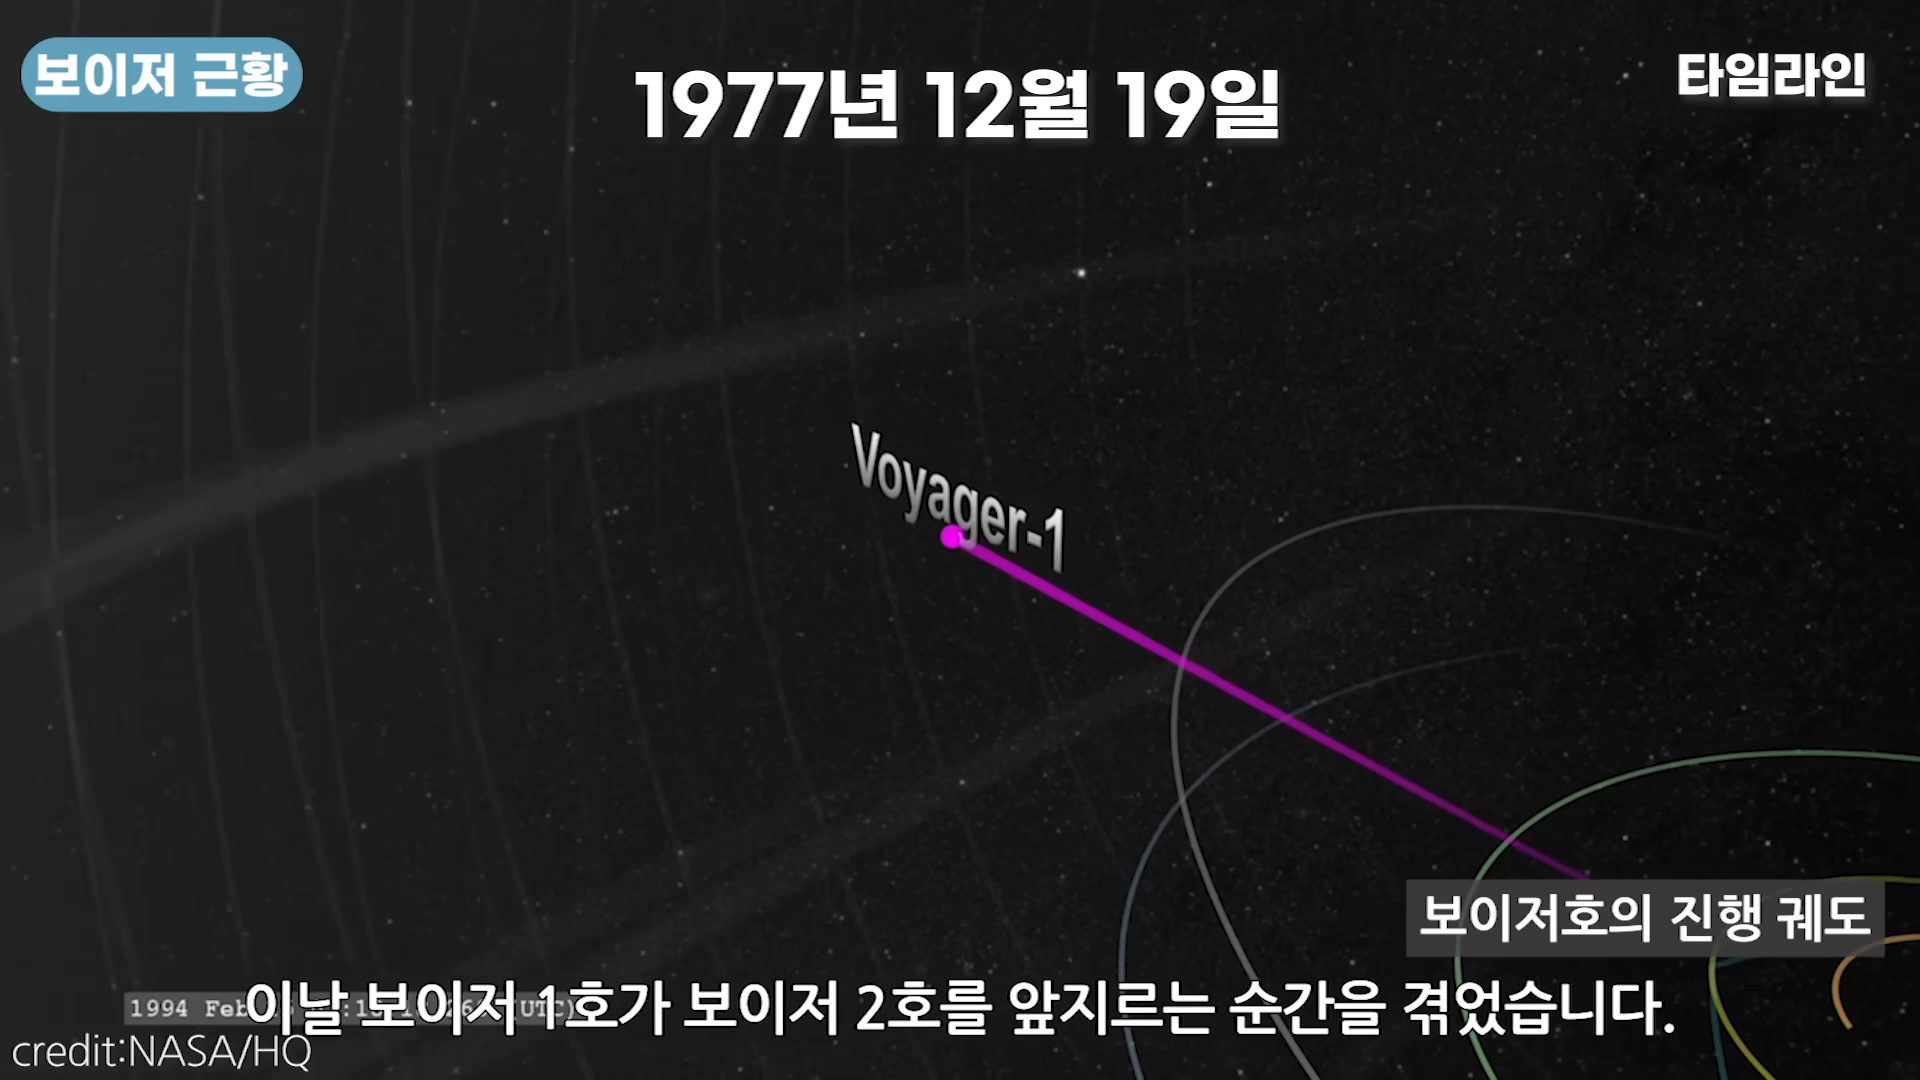 보이저 근황
1977년 12월 19일
타임라인
Voyager-1
보이저호의 진행 궤도
이날 보이저 1호가 보이저 2호를 앞지르는 순간을 겪었습니다.
1994 Feb (UTC)
credit:NASA/HQ